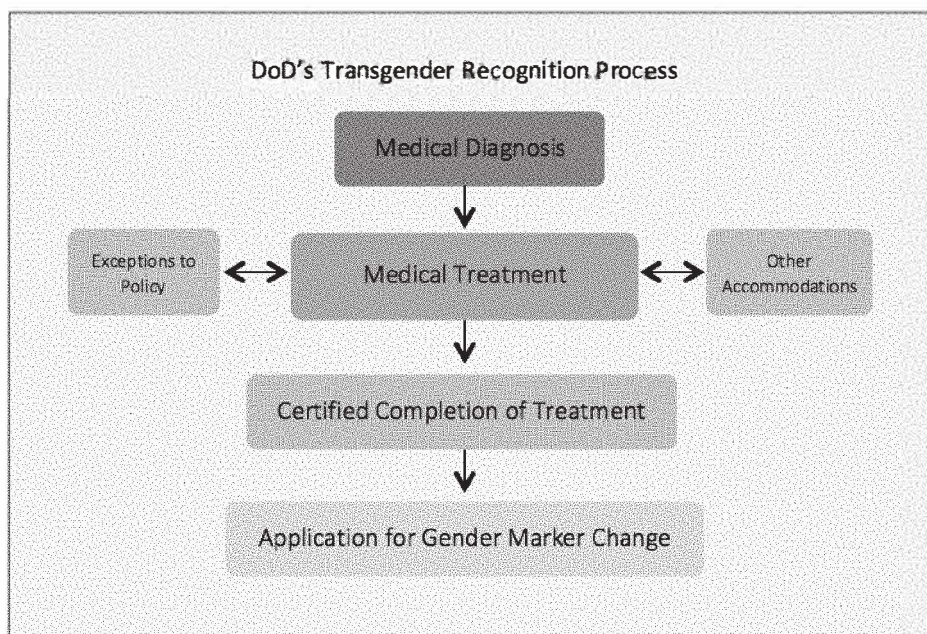 DoD's Transgender Recognition Process
Medical Diagnosis
Exceptions to
Policy
Medical Treatment
Other
Accommodations
Certified Completion of Treatment
Application for Gender Marker Change